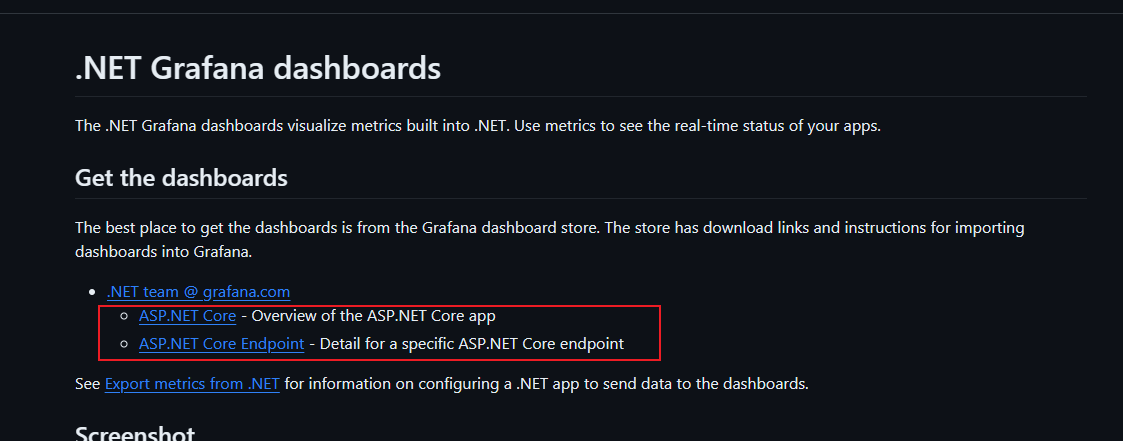 .NET Grafana dashboards
The .NET Grafana dashboards visualize metrics built into .NET. Use metrics to see the real-time status of your apps.
Get the dashboards
The best place to get the dashboards is from the Grafana dashboard store. The store has download links and instructions for importing
dashboards into Grafana.
.NET team @ grafana.com
ASP.NET Core - Overview of the ASP.NET Core app
ASP.NET Core Endpoint - Detail for a specific ASP.NET Core endpoint
See Export metrics from .NET for information on configuring a .NET app to send data to the dashboards.
Screenshot